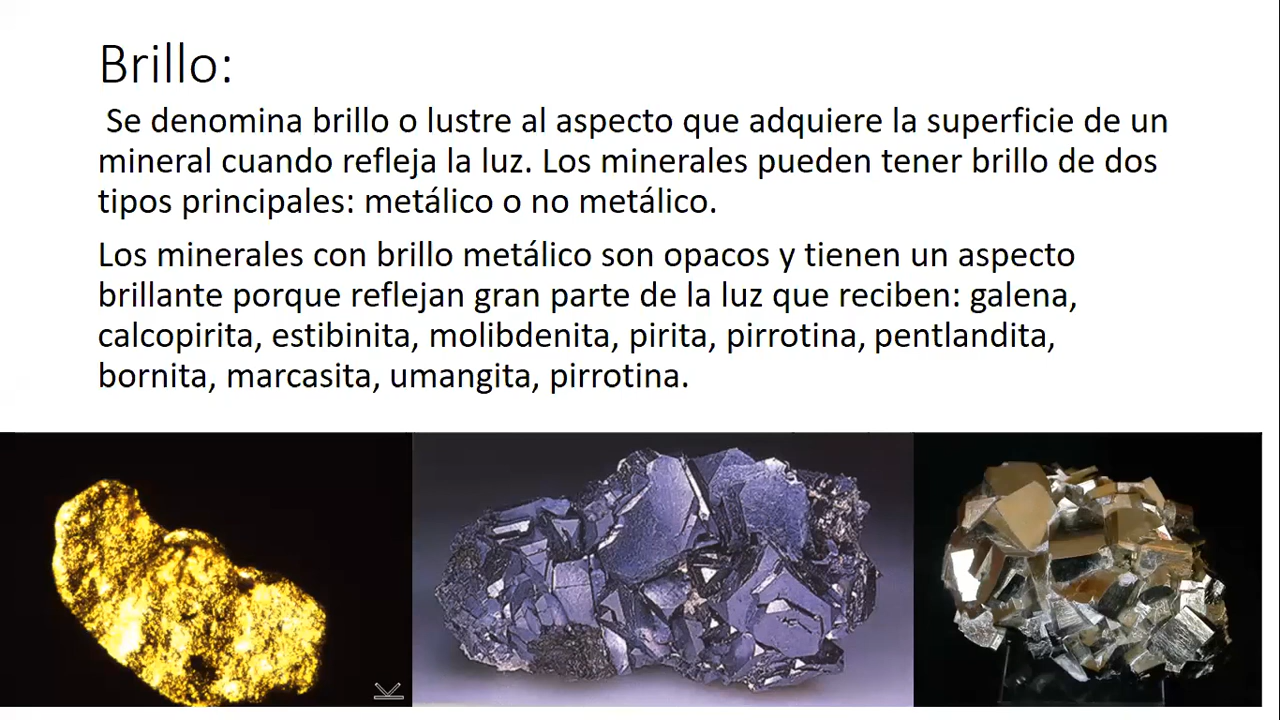 Brillo:
Se denomina brillo o lustre al aspecto que adquiere la superficie de un
mineral cuando refleja la luz. Los minerales pueden tener brillo de dos
tipos principales: metálico o no metálico.
Los minerales con brillo metálico son opacos y tienen un aspecto
brillante porque reflejan gran parte de la luz que reciben: galena,
calcopirita, estibinita, molibdenita, pirita, pirrotina, pentlandita,
bornita, marcasita, umangita, pirrotina.